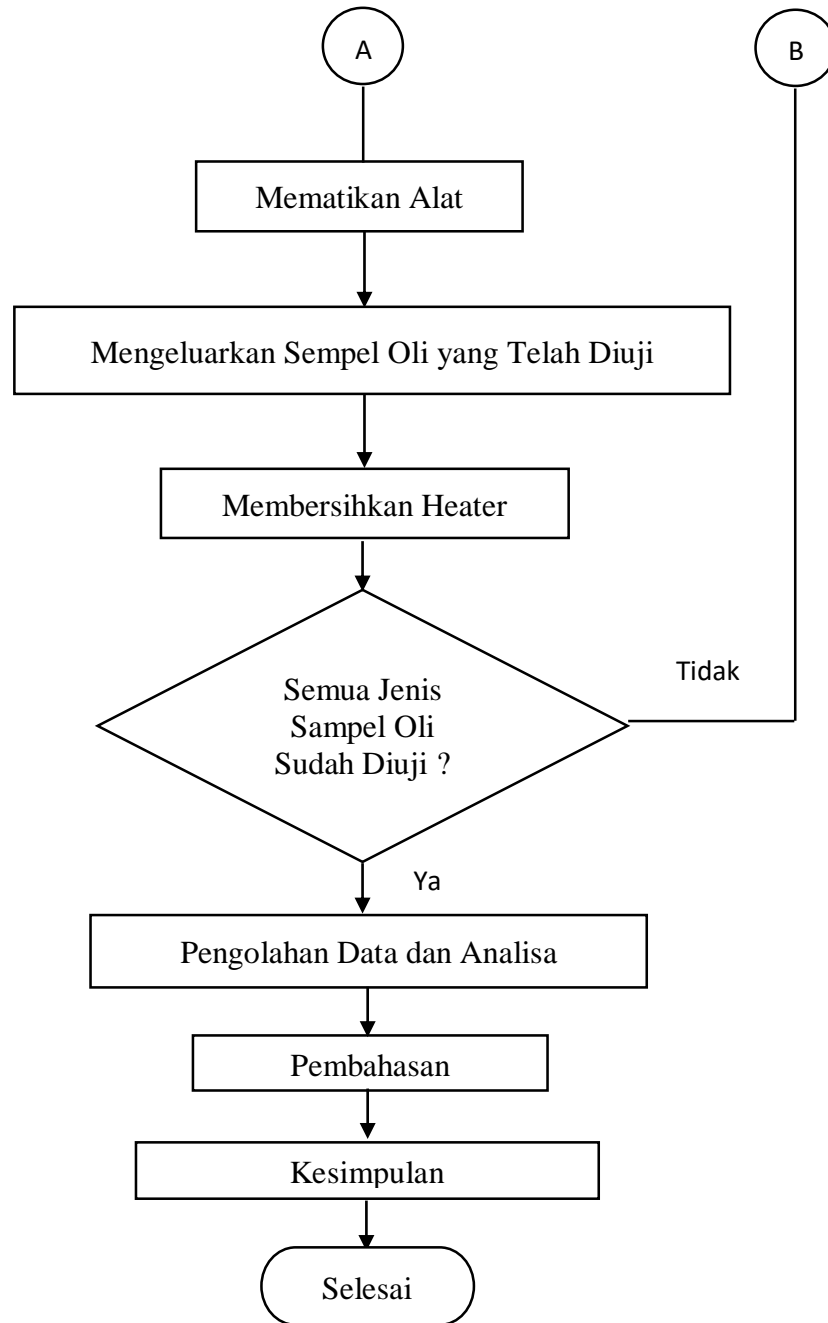 A
B
Mematikan Alat
Mengeluarkan Sempel Oli yang Telah Diuji
Membersihkan Heater
Semua Jenis
Sampel Oli
Sudah Diuji ?
Tidak
Ya
Pengolahan Data dan Analisa
Pembahasan
Kesimpulan
Selesai